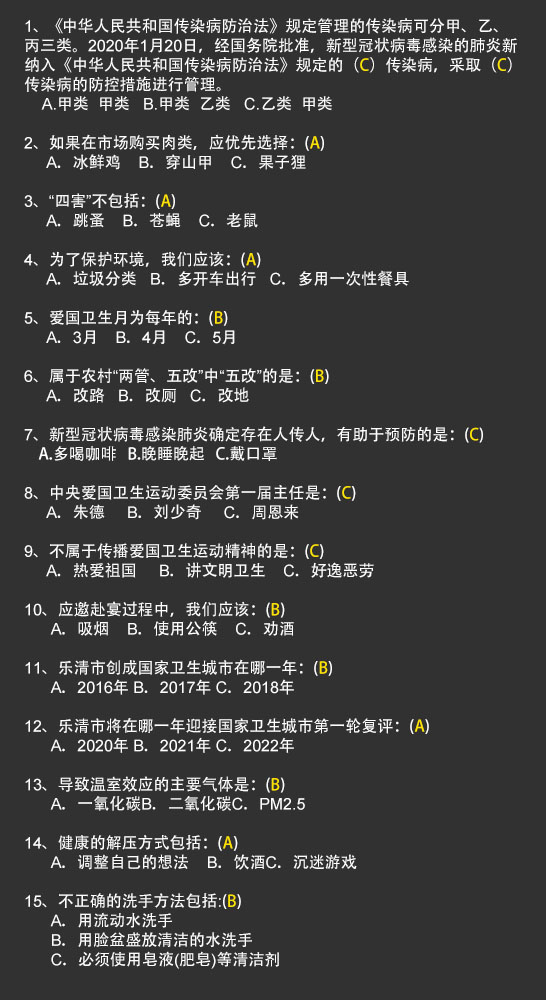 1、《中华人民共和国传染病防治法》规定管理的传染病可分甲、乙、
丙三类。2020年1月20日，经国务院批准，新型冠状病毒感染的肺炎新
纳入《中华人民共和国传染病防治法》规定的（C）传染病，采取（C）
传染病的防控措施进行管理。
A.甲类 甲类 B.甲类 乙类 C.乙类 甲类
2、如果在市场购买肉类，应优先选择：(A)
A．冰鲜鸡 B．穿山甲 C．果子狸
3、“四害”不包括：(A)
A．跳蚤 B．苍蝇 C．老鼠
4、为了保护环境，我们应该：(A)
A．垃圾分类 B．多开车出行 C．多用一次性餐具
5、爱国卫生月为每年的：(B)
A．3月 B．4月 C．5月
6、属于农村“两管、五改”中“五改”的是：(B)
A．改路 B．改厕 C．改地
7、新型冠状病毒感染肺炎确定存在人传人，有助于预防的是：(C)
A.多喝咖啡 B.晚睡晚起 C.戴口罩
8、中央爱国卫生运动委员会第一届主任是：(C)
A．朱德 B．刘少奇 C．周恩来
9、不属于传播爱国卫生运动精神的是：(C)
A．热爱祖国 B．讲文明卫生 C．好逸恶劳
10、应邀赴宴过程中，我们应该：(B)
A．吸烟 B．使用公筷 C．劝酒
11、乐清市创成国家卫生城市在哪一年：(B)
A．2016年 B．2017年 C．2018年
12、乐清市将在哪一年迎接国家卫生城市第一轮复评：(A)
A．2020年 B．2021年 C．2022年
13、导致温室效应的主要气体是：(B)
A．一氧化碳B．二氧化碳C．PM2.5
14、健康的解压方式包括：(A)
A．调整自己的想法 B．饮酒C．沉迷游戏
15、不正确的洗手方法包括:(B)
A．用流动水洗手
B．用脸盆盛放清洁的水洗手
C．必须使用皂液(肥皂)等清洁剂